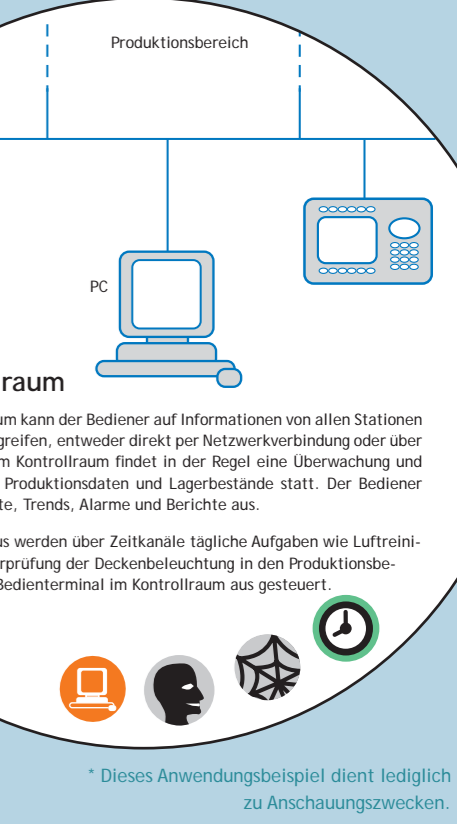 Produktionsbereich
PC
raum
um kann der Bediener auf Informationen von allen Stationen
greifen, entweder direkt per Netzwerkverbindung oder über
m Kontrollraum findet in der Regel eine Überwachung und
Produktionsdaten und Lagerbestände statt. Der Bediener
te, Trends, Alarme und Berichte aus.
us werden über Zeitkanäle tägliche Aufgaben wie Luftreini-
erprüfung der Deckenbeleuchtung in den Produktionsbe-
Bedienterminal im Kontrollraum aus gesteuert.
* Dieses Anwendungsbeispiel dient lediglich
zu Anschauungszwecken.